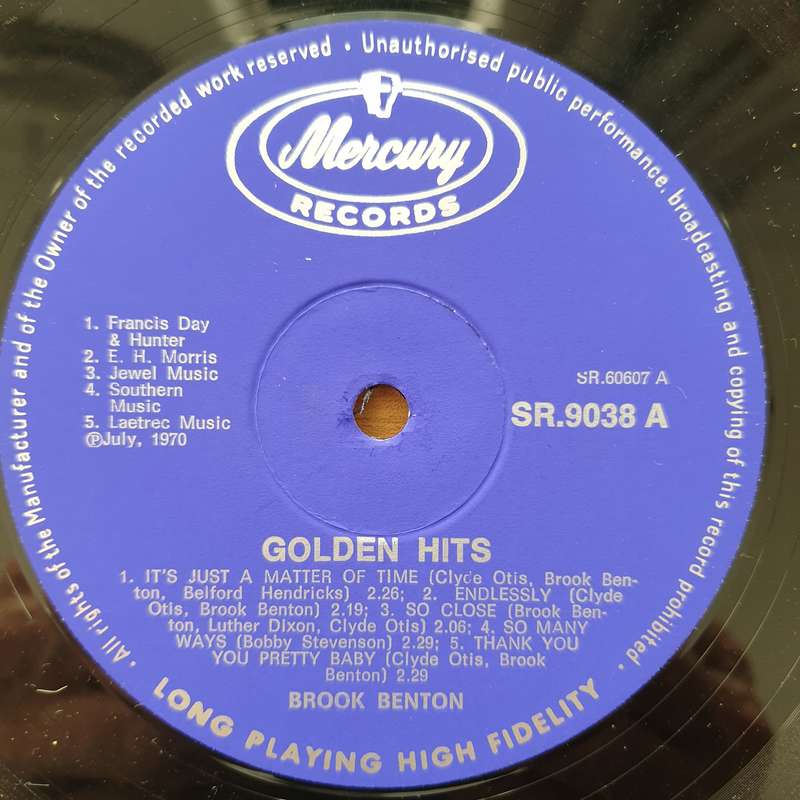 · All rights of the Manufacturer and of the Owner of the recorded work reserved · Unauthorised public performance, broadcasting and copying of this record prohibited ·
Mercury
RECORDS
1. Francis Day
& Hunter
2. E. H. Morris
3. Jewel Music
4. Southern
Music
5. Laetrec Music
℗July, 1970
SR.60607 A
SR.9038 A
GOLDEN HITS
1. IT'S JUST A MATTER OF TIME (Clyde Otis, Brook Ben-
ton, Belford Hendricks) 2.26; 2. ENDLESSLY (Clyde
Otis, Brook Benton) 2.19; 3. SO CLOSE (Brook Ben-
ton, Luther Dixon, Clyde Otis) 2.06; 4. SO MANY
WAYS (Bobby Stevenson) 2.29; 5. THANK YOU
YOU PRETTY BABY (Clyde Otis, Brook
Benton) 2.29
BROOK BENTON
LONG PLAYING HIGH FIDELITY